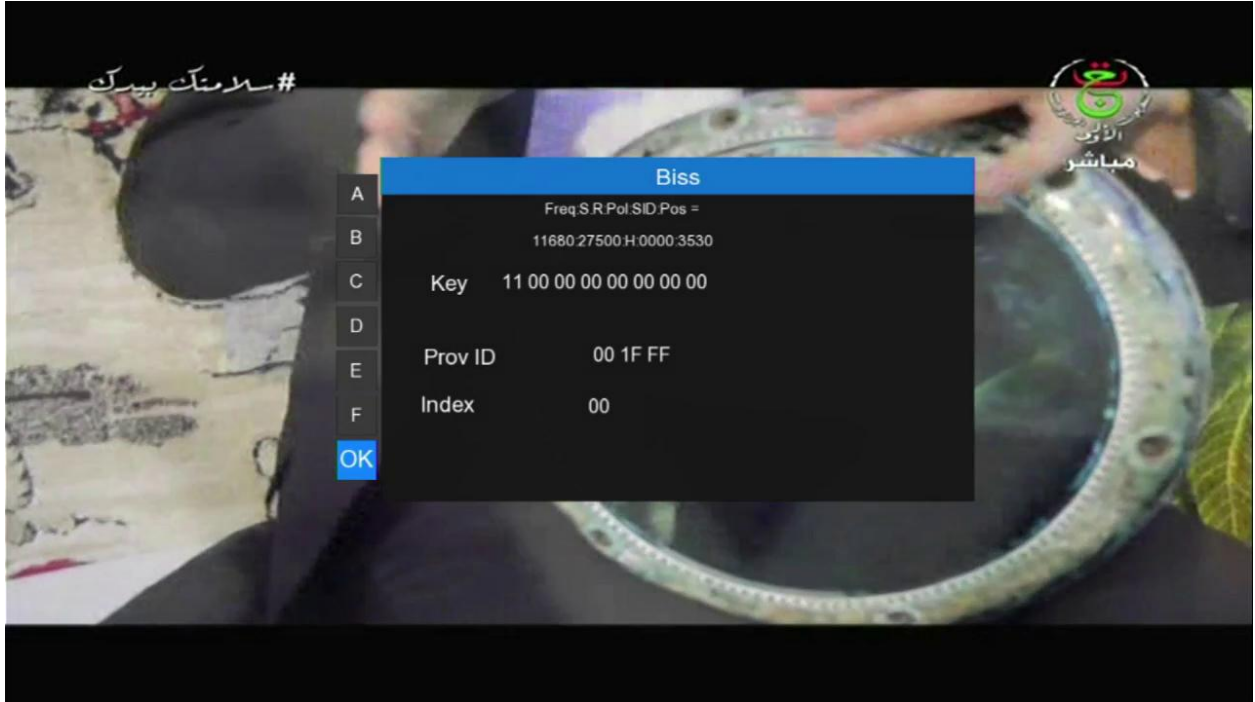 #سلامتك بيدك
الأولى
مباشر
Biss
Freq:S.R:Pol:SID:Pos =
11680:27500:H:0000:3530
Key 11 00 00 00 00 00 00 00
Prov ID 00 1F FF
Index 00
A
B
C
D
E
F
OK